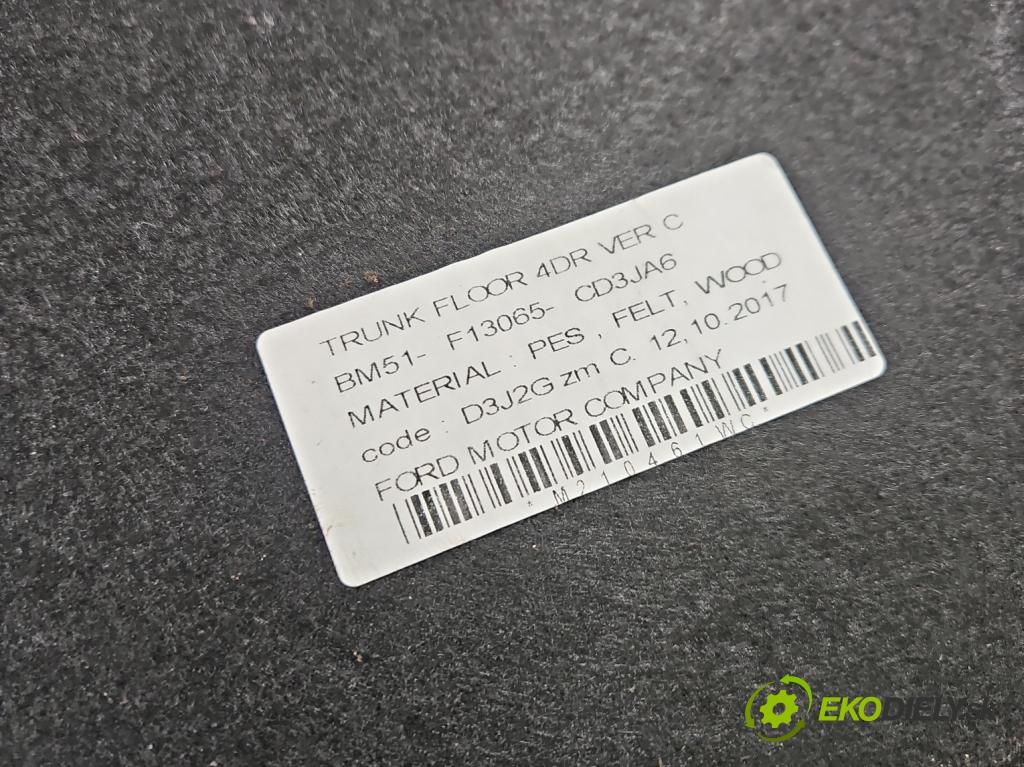 TRUNK FLOOR 4DR VER C
BM51- F13065- CD3JA6
MATERIAL : PES , FELT, WOOD
code : D3J2G zm C. 12, 10. 2017
FORD MOTOR COMPANY
*M210461WC*
EKODIELY.sk